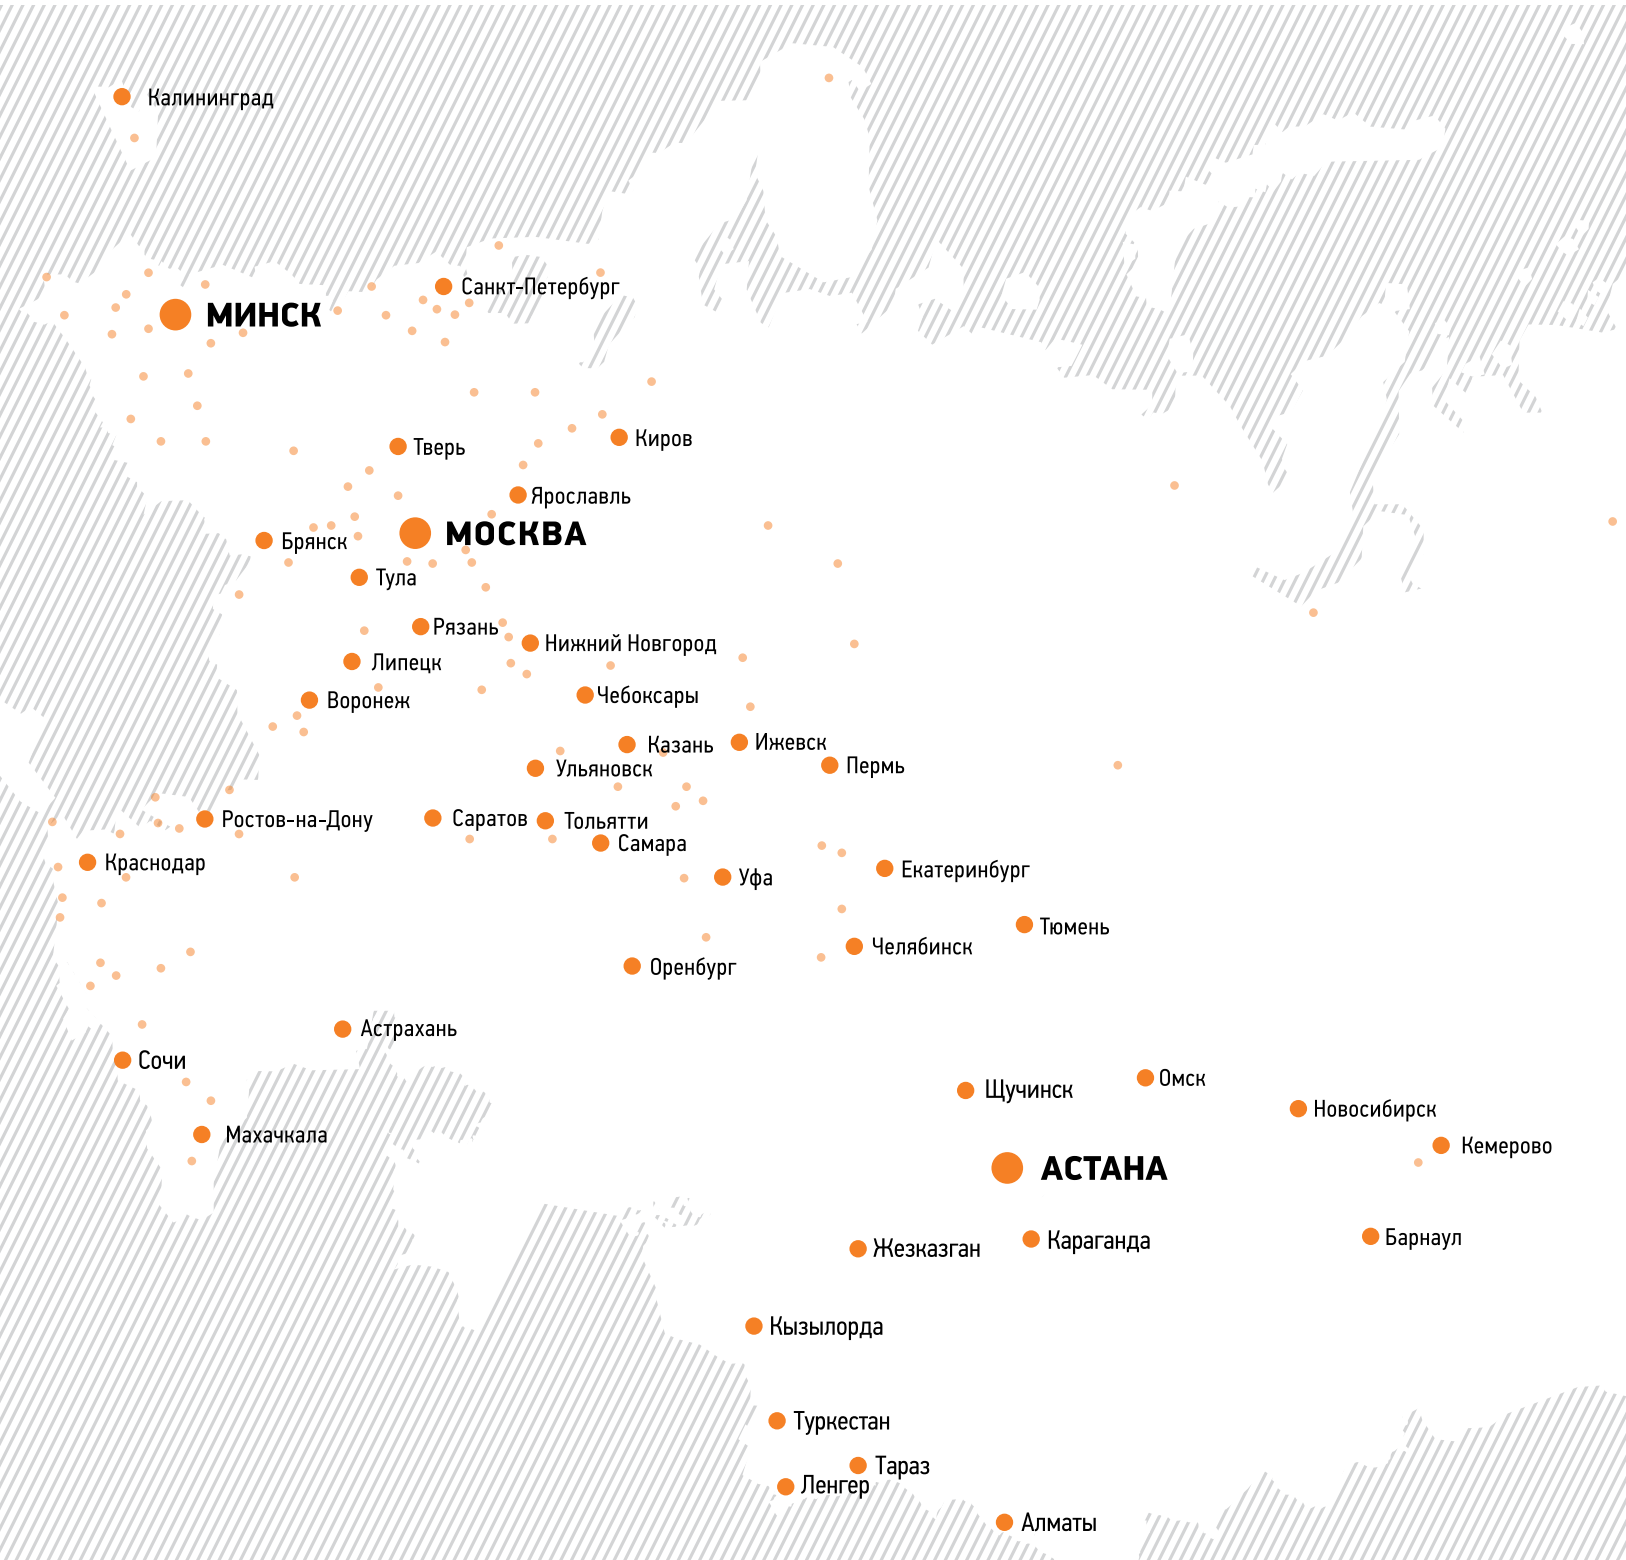 Калининград
Санкт-Петербург
МИНСК
Киров
Тверь
Ярославль
МОСКВА
Брянск
Тула
Рязань
Нижний Новгород
Липецк
Чебоксары
Воронеж
Ижевск
Казань
Пермь
Ульяновск
Ростов-на-Дону
Саратов
Тольятти
Самара
Краснодар
Екатеринбург
Уфа
Тюмень
Челябинск
Оренбург
Астрахань
Сочи
Омск
Щучинск
Новосибирск
Махачкала
Кемерово
АСТАНА
Барнаул
Караганда
Жезказган
Кызылорда
Туркестан
Тараз
Ленгер
Алматы